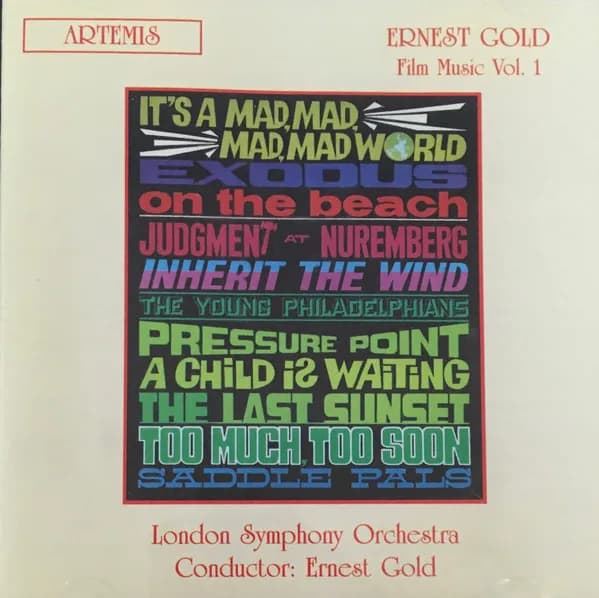 ARTEMIS
ERNEST GOLD
Film Music Vol. 1
IT'S A MAD, MAD,
MAD, MAD WORLD
EXODUS
on the beach
JUDGMENT AT NUREMBERG
INHERIT THE WIND
THE YOUNG PHILADELPHIANS
PRESSURE POINT
A CHILD iS WAiTiNG
THE LAST SUNSET
TOO MUCH, TOO SOON
SADDLE PALS
London Symphony Orchestra
Conductor: Ernest Gold